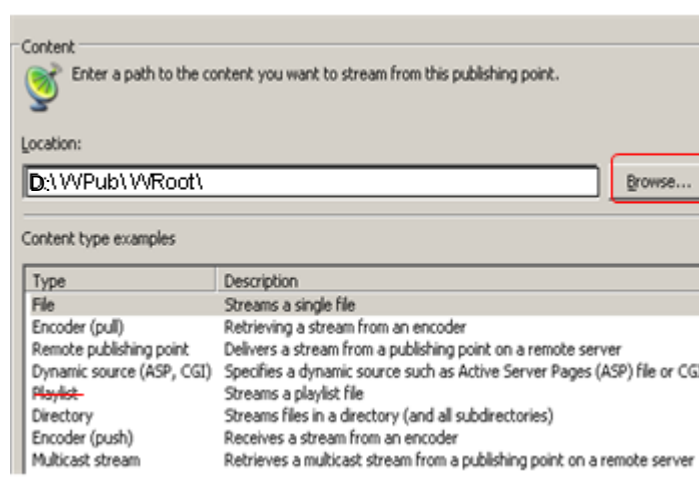 Content
Enter a path to the content you want to stream from this publishing point.
Location:
D:\WPub\WRoot\
Browse...
Content type examples
Type Description
File Streams a single file
Encoder (pull) Retrieving a stream from an encoder
Remote publishing point Delivers a stream from a publishing point on a remote server
Dynamic source (ASP, CGI) Specifies a dynamic source such as Active Server Pages (ASP) file or CG
Playlist Streams a playlist file
Directory Streams files in a directory (and all subdirectories)
Encoder (push) Receives a stream from an encoder
Multicast stream Retrieves a multicast stream from a publishing point on a remote server